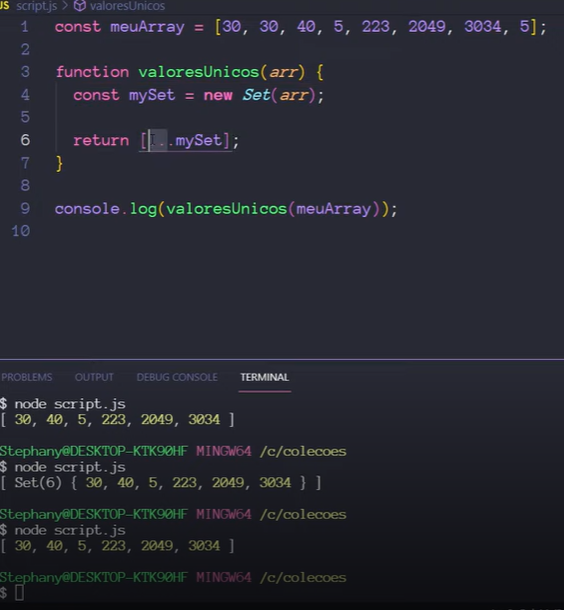 JS script.js > valoresUnicos
1 const meuArray = [30, 30, 40, 5, 223, 2049, 3034, 5];
2
3 function valoresUnicos(arr) {
4 const mySet = new Set(arr);
5
6 return [...mySet];
7 }
8
9 console.log(valoresUnicos(meuArray));
10
PROBLEMS OUTPUT DEBUG CONSOLE TERMINAL
$ node script.js
[ 30, 40, 5, 223, 2049, 3034 ]
Stephany@DESKTOP-KTK90HF MINGW64 /c/colecoes
$ node script.js
[ Set(6) { 30, 40, 5, 223, 2049, 3034 } ]
Stephany@DESKTOP-KTK90HF MINGW64 /c/colecoes
$ node script.js
[ 30, 40, 5, 223, 2049, 3034 ]
Stephany@DESKTOP-KTK90HF MINGW64 /c/colecoes
$